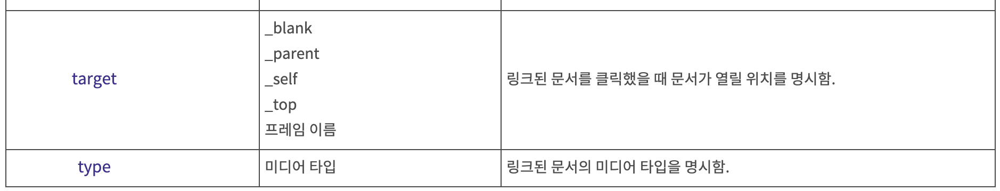 target
_blank
_parent
_self
_top
프레임 이름
링크된 문서를 클릭했을 때 문서가 열릴 위치를 명시함.
type
미디어 타입
링크된 문서의 미디어 타입을 명시함.